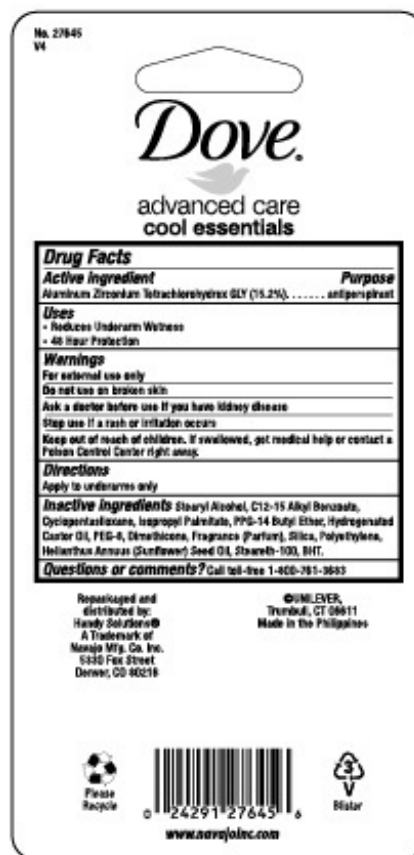 No. 27645
V4
Dove®
advanced care
cool essentials
Drug Facts
Active ingredient Purpose
Aluminum Zirconium Tetrachlorohydrex GLY (15.2%)....... antiperspirant
Uses
• Reduces Underarm Wetness
• 48 Hour Protection
Warnings
For external use only
Do not use on broken skin
Ask a doctor before use if you have kidney disease
Stop use if a rash or irritation occurs
Keep out of reach of children. If swallowed, get medical help or contact a
Poison Control Center right away.
Directions
Apply to underarms only
Inactive ingredients Stearyl Alcohol, C12-15 Alkyl Benzoate,
Cyclopentasiloxane, Isopropyl Palmitate, PPG-14 Butyl Ether, Hydrogenated
Castor Oil, PEG-8, Dimethicone, Fragrance (Parfum), Silica, Polyethylene,
Helianthus Annuus (Sunflower) Seed Oil, Steareth-100, BHT.
Questions or comments? Call toll-free 1-800-761-3683
Repackaged and
distributed by:
Handy Solutions®
A Trademark of
Navajo Mfg. Co. Inc.
5330 Fox Street
Denver, CO 80216
©UNILEVER,
Trumbull, CT 06611
Made in the Philippines
Please
Recycle
0 24291 27645 6
3
V
Blister
www.navajoinc.com